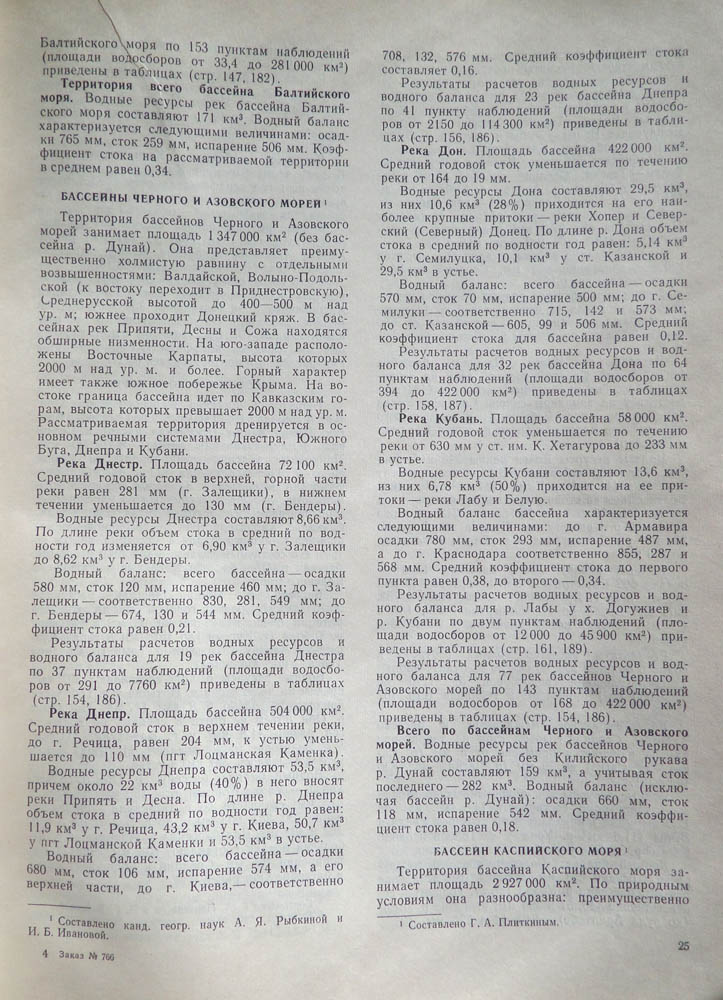 Балтийского моря по 153 пунктам наблюдений
(площади водосборов от 33,4 до 281 000 км²)
приведены в таблицах (стр. 147, 182).
Территория всего бассейна Балтийского
моря. Водные ресурсы рек бассейна Балтий-
ского моря составляют 171 км³. Водный баланс
характеризуется следующими величинами: осад-
ки 765 мм, сток 259 мм, испарение 506 мм. Коэф-
фициент стока на рассматриваемой территории
в среднем равен 0,34.
БАССЕЙНЫ ЧЕРНОГО И АЗОВСКОГО МОРЕЙ ¹
Территория бассейнов Черного и Азовского
морей занимает площадь 1 347 000 км² (без бас-
сейна р. Дунай). Она представляет преиму-
щественно холмистую равнину с отдельными
возвышенностями: Валдайской, Волыно-Подоль-
ской (к востоку переходит в Приднестровскую),
Среднерусской высотой до 400—500 м над
ур. м; южнее проходит Донецкий кряж. В бас-
сейнах рек Припяти, Десны и Сожа находятся
обширные низменности. На юго-западе располо-
жены Восточные Карпаты, высота которых
2000 м над ур. м. и более. Горный характер
имеет также южное побережье Крыма. На во-
стоке граница бассейна идет по Кавказским го-
рам, высота которых превышает 2000 м над ур. м.
Рассматриваемая территория дренируется в ос-
новном речными системами Днестра, Южного
Буга, Днепра и Кубани.
Река Днестр. Площадь бассейна 72 100 км².
Средний годовой сток в верхней, горной части
реки равен 281 мм (г. Залещики), в нижнем
течении уменьшается до 130 мм (г. Бендеры).
Водные ресурсы Днестра составляют 8,66 км³.
По длине реки объем стока в средний по вод-
ности год изменяется от 6,90 км³ у г. Залещики
до 8,62 км³ у г. Бендеры.
Водный баланс: всего бассейна — осадки
580 мм, сток 120 мм, испарение 460 мм; до г. За-
лещики — соответственно 830, 281, 549 мм; до
г. Бендеры — 674, 130 и 544 мм. Средний коэф-
фициент стока равен 0,21.
Результаты расчетов водных ресурсов и
водного баланса для 19 рек бассейна Днестра
по 37 пунктам наблюдений (площади водосбо-
ров от 291 до 7760 км²) приведены в таблицах
(стр. 154, 186).
Река Днепр. Площадь бассейна 504 000 км².
Средний годовой сток в верхнем течении реки,
до г. Речица, равен 204 мм, к устью умень-
шается до 110 мм (пгт Лоцманская Каменка).
Водные ресурсы Днепра составляют 53,5 км³,
причем около 22 км³ воды (40%) в него вносят
реки Припять и Десна. По длине р. Днепра
объем стока в средний по водности год равен:
11,9 км³ у г. Речица, 43,2 км³ у г. Киева, 50,7 км³
у пгт Лоцманской Каменки и 53,5 км³ в устье.
Водный баланс: всего бассейна — осадки
680 мм, сток 106 мм, испарение 574 мм, а его
верхней части, до г. Киева,— соответственно
¹ Составлено канд. геогр. наук А. Я. Рыбкиной и
И. Б. Ивановой.
4 Заказ № 766
708, 132, 576 мм. Средний коэффициент стока
составляет 0,16.
Результаты расчетов водных ресурсов и
водного баланса для 23 рек бассейна Днепра
по 41 пункту наблюдений (площади водосбо-
ров от 2150 до 114 300 км²) приведены в табли-
цах (стр. 156, 186).
Река Дон. Площадь бассейна 422 000 км².
Средний годовой сток уменьшается по течению
реки от 164 до 19 мм.
Водные ресурсы Дона составляют 29,5 км³,
из них 10,6 км³ (28%) приходится на его наи-
более крупные притоки — реки Хопер и Север-
ский (Северный) Донец. По длине р. Дона объем
стока в средний по водности год равен: 5,14 км³
у г. Семилуцка, 10,1 км³ у ст. Казанской и
29,5 км³ в устье.
Водный баланс: всего бассейна — осадки
570 мм, сток 70 мм, испарение 500 мм; до г. Се-
милуки — соответственно 715, 142 и 573 мм;
до ст. Казанской — 605, 99 и 506 мм. Средний
коэффициент стока для бассейна равен 0,12.
Результаты расчетов водных ресурсов и вод-
ного баланса для 32 рек бассейна Дона по 64
пунктам наблюдений (площади водосборов от
394 до 422 000 км²) приведены в таблицах
(стр. 158, 187).
Река Кубань. Площадь бассейна 58 000 км².
Средний годовой сток уменьшается по течению
реки от 630 мм у ст. им. К. Хетагурова до 233 мм
в устье.
Водные ресурсы Кубани составляют 13,6 км³,
из них 6,78 км³ (50%) приходится на ее при-
токи — реки Лабу и Белую.
Водный баланс бассейна характеризуется
следующими величинами: до г. Армавира
осадки 780 мм, сток 293 мм, испарение 487 мм,
а до г. Краснодара соответственно 855, 287 и
568 мм. Средний коэффициент стока до первого
пункта равен 0,38, до второго — 0,34.
Результаты расчетов водных ресурсов и вод-
ного баланса для р. Лабы у х. Догужиев и
р. Кубани по двум пунктам наблюдений (пло-
щади водосборов от 12 000 до 45 900 км²) при-
ведены в таблицах (стр. 161, 189).
Результаты расчетов водных ресурсов и вод-
ного баланса для 77 рек бассейнов Черного и
Азовского морей по 143 пунктам наблюдений
(площади водосборов от 168 до 422 000 км²)
приведены в таблицах (стр. 154, 186).
Всего по бассейнам Черного и Азовского
морей. Водные ресурсы рек бассейнов Черного
и Азовского морей без Килийского рукава
р. Дунай составляют 159 км³, а учитывая сток
последнего — 282 км³. Водный баланс (исклю-
чая бассейн р. Дунай): осадки 660 мм, сток
118 мм, испарение 542 мм. Средний коэффи-
циент стока равен 0,18.
БАССЕЙН КАСПИЙСКОГО МОРЯ ¹
Территория бассейна Каспийского моря за-
нимает площадь 2 927 000 км². По природным
условиям она разнообразна: преимущественно
¹ Составлено Г. А. Плиткиным.
25